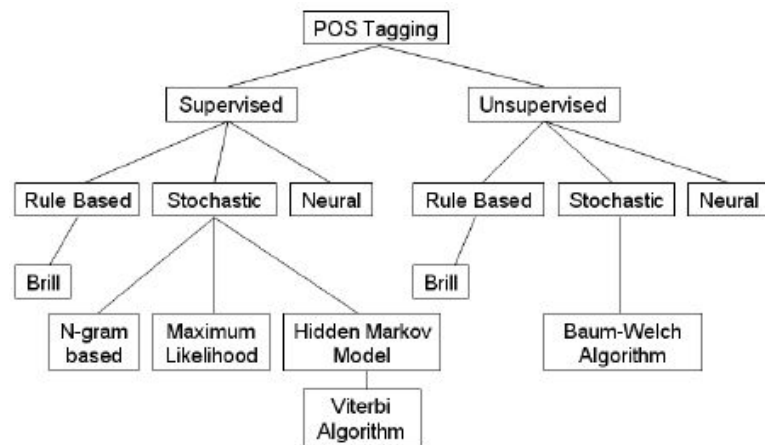 POS Tagging
Supervised
Unsupervised
Rule Based
Stochastic
Neural
Rule Based
Stochastic
Neural
Brill
Brill
N-gram
based
Maximum
Likelihood
Hidden Markov
Model
Baum-Welch
Algorithm
Viterbi
Algorithm